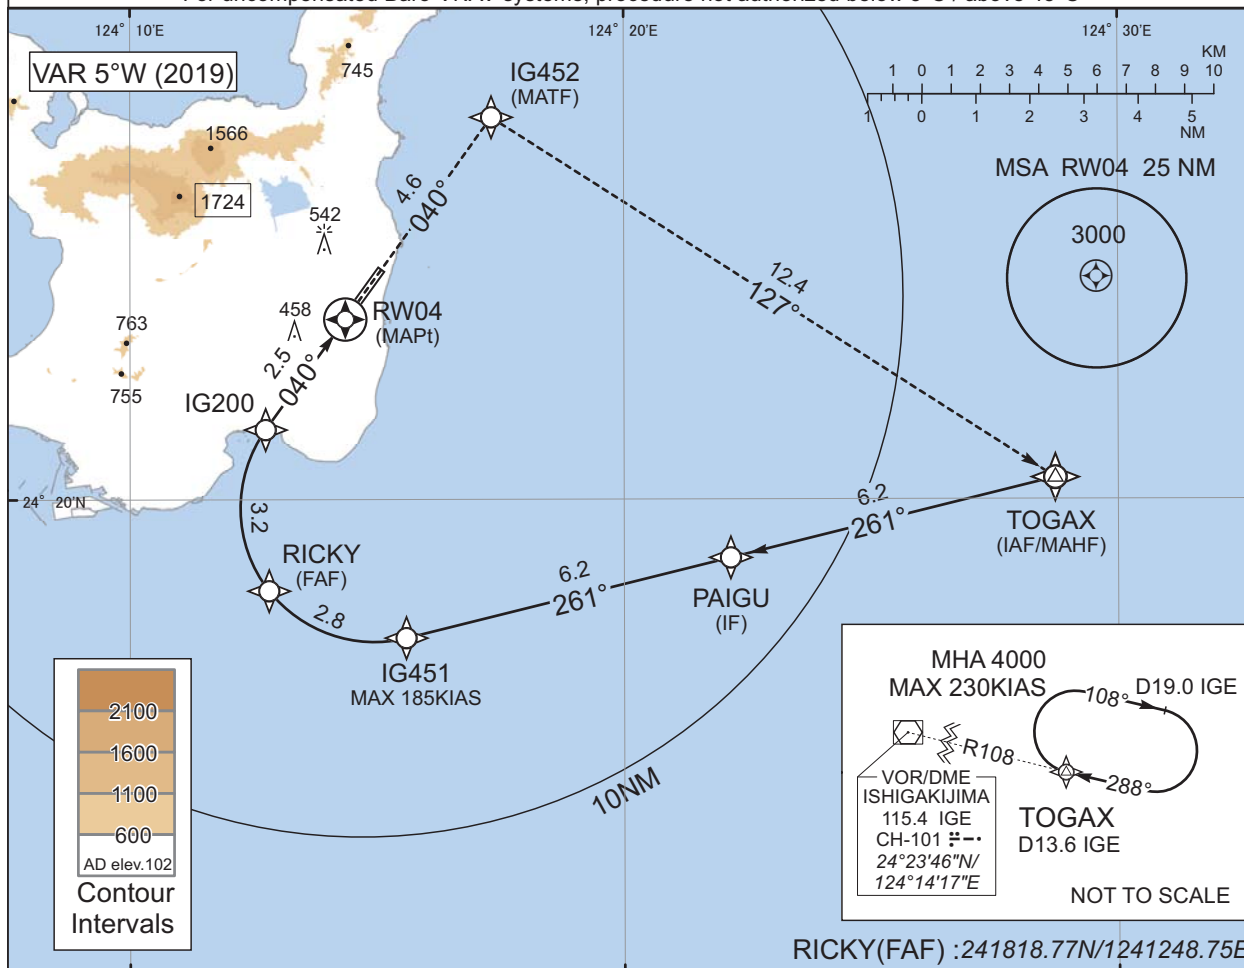 124° 10'E
124° 20'E
124° 30'E
VAR 5°W (2019)
745
IG452
(MATF)
KM
1 0 1 2 3 4 5 6 7 8 9 10
1 0 1 2 3 4 5
NM
1566
1724
542
4.6
040°
MSA RW04 25 NM
3000
12.4
127°
458
RW04
(MAPt)
763
755
2.5
040°
IG200
24° 20'N
3.2
RICKY
(FAF)
2.8
IG451
MAX 185KIAS
6.2
261°
PAIGU
(IF)
6.2
261°
TOGAX
(IAF/MAHF)
10NM
2100
1600
1100
600
AD elev.102
Contour
Intervals
MHA 4000
MAX 230KIAS
108°
D19.0 IGE
R108
288°
VOR/DME
ISHIGAKIJIMA
115.4 IGE
CH-101
24°23'46"N/
124°14'17"E
TOGAX
D13.6 IGE
NOT TO SCALE
RICKY(FAF) :241818.77N/1241248.75E